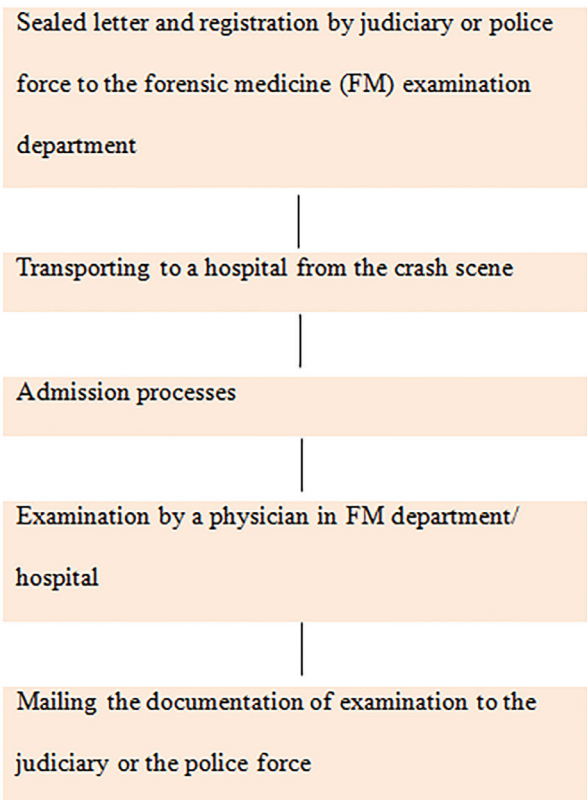 Sealed letter and registration by judiciary or police
force to the forensic medicine (FM) examination
department
Transporting to a hospital from the crash scene
Admission processes
Examination by a physician in FM department/
hospital
Mailing the documentation of examination to the
judiciary or the police force